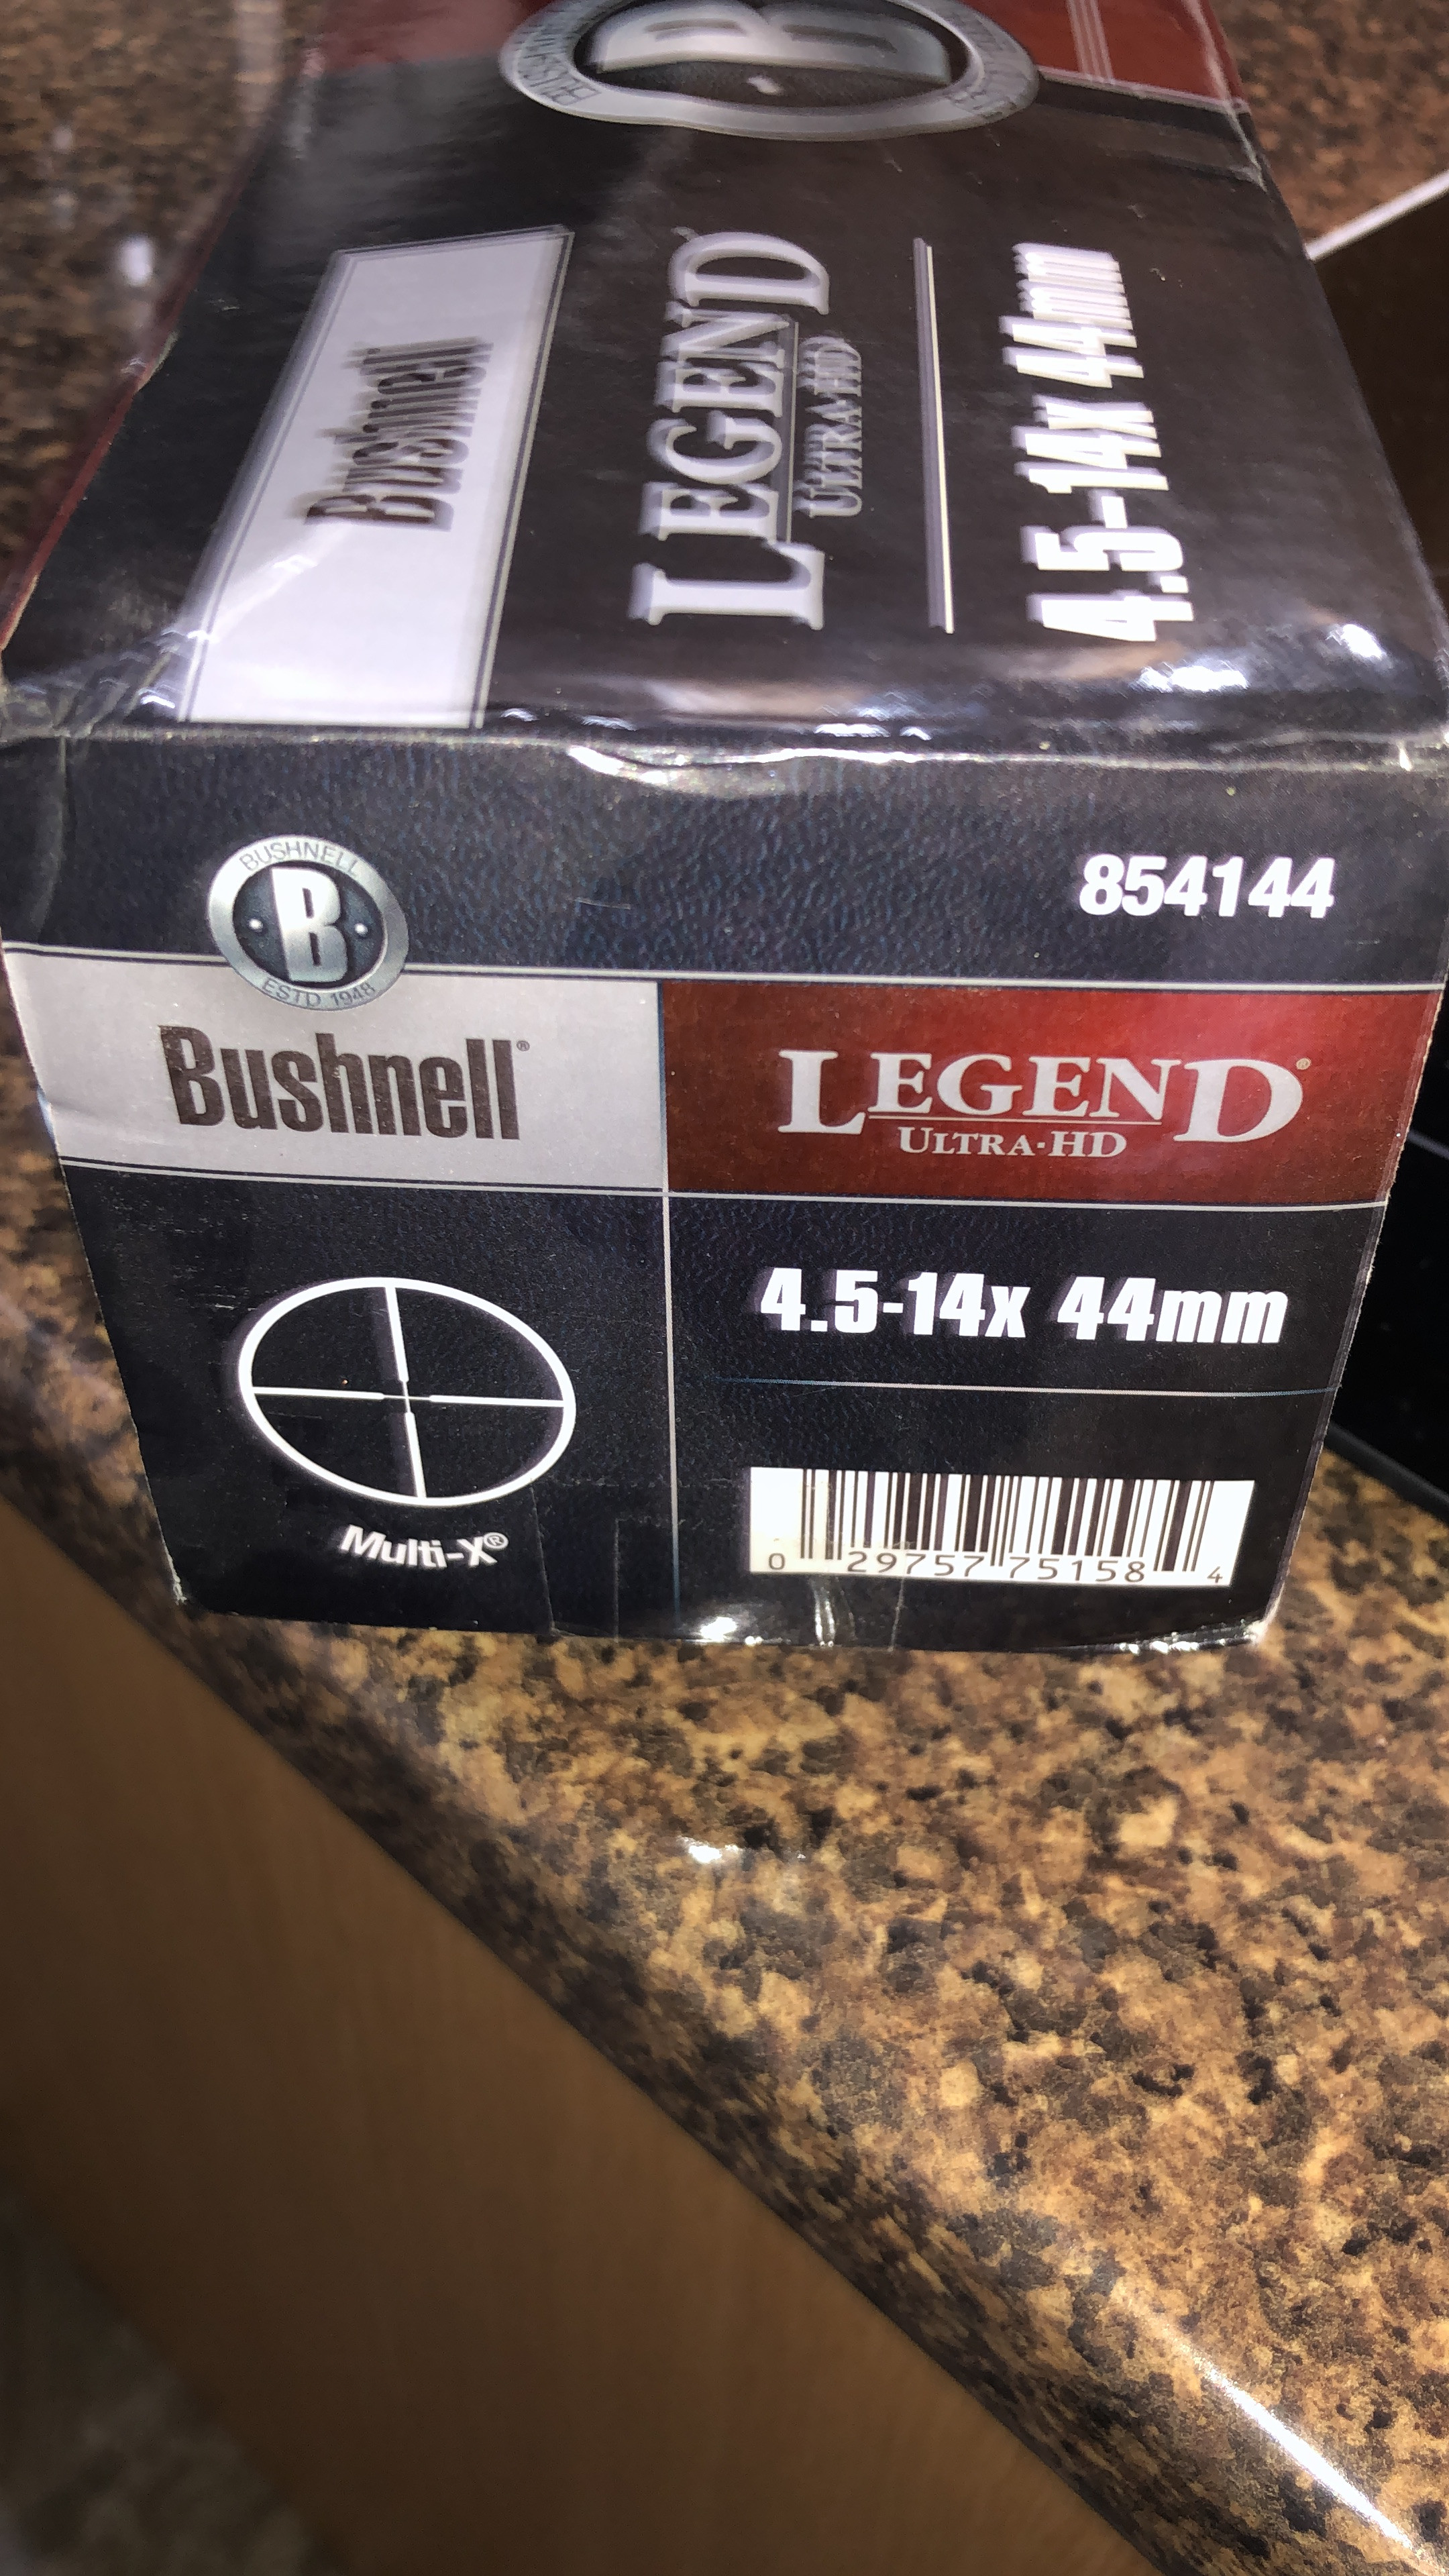 B
Bushnell
LEGEND
ULTRA-HD
4.5-14x 44mm
BUSHNELL
B
ESTD 1948
854144
Bushnell®
LEGEND®
ULTRA-HD
4.5-14x 44mm
Multi-X®
0 29757 75158 4